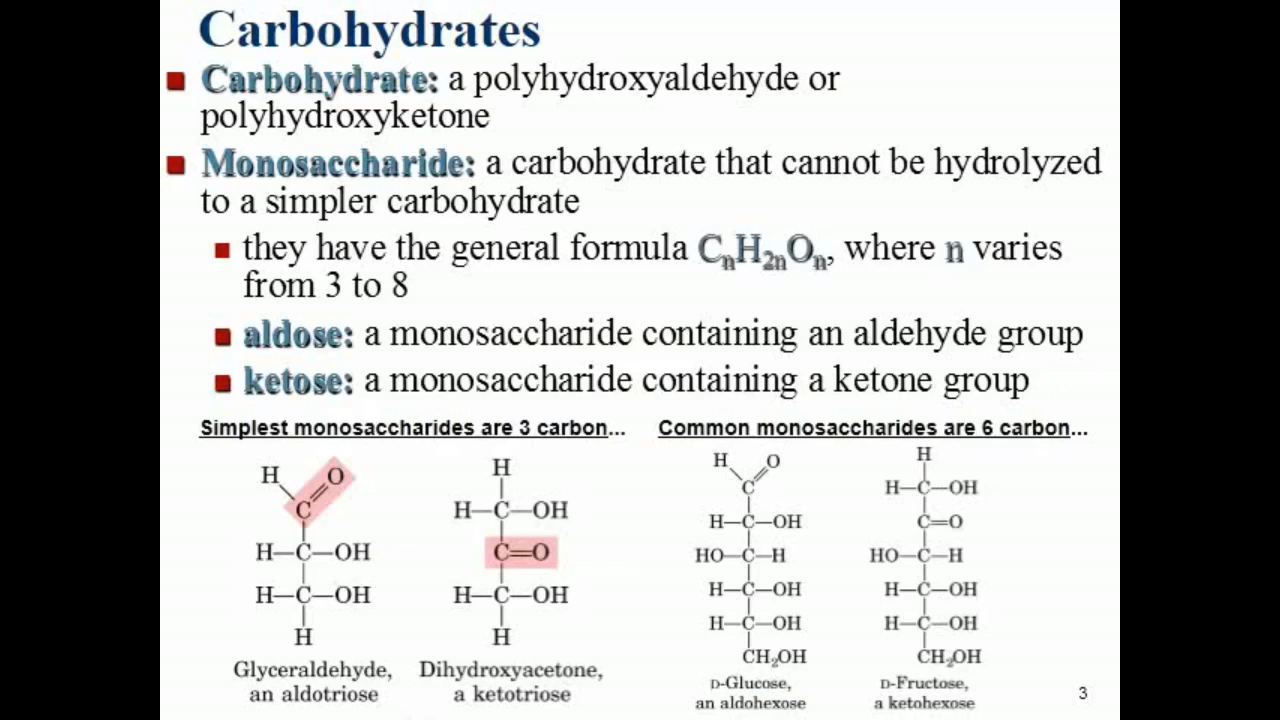 Carbohydrates
Carbohydrate: a polyhydroxyaldehyde or
polyhydroxyketone
Monosaccharide: a carbohydrate that cannot be hydrolyzed
to a simpler carbohydrate
they have the general formula CnH2nOn, where n varies
from 3 to 8
aldose: a monosaccharide containing an aldehyde group
ketose: a monosaccharide containing a ketone group
Simplest monosaccharides are 3 carbon...
H O
C
H—C—OH
H—C—OH
H
Glyceraldehyde,
an aldotriose
H
H—C—OH
C=O
H—C—OH
H
Dihydroxyacetone,
a ketotriose
Common monosaccharides are 6 carbon...
H O
C
H—C—OH
HO—C—H
H—C—OH
H—C—OH
CH2OH
D-Glucose,
an aldohexose
H
H—C—OH
C=O
HO—C—H
H—C—OH
H—C—OH
CH2OH
D-Fructose,
a ketohexose
3